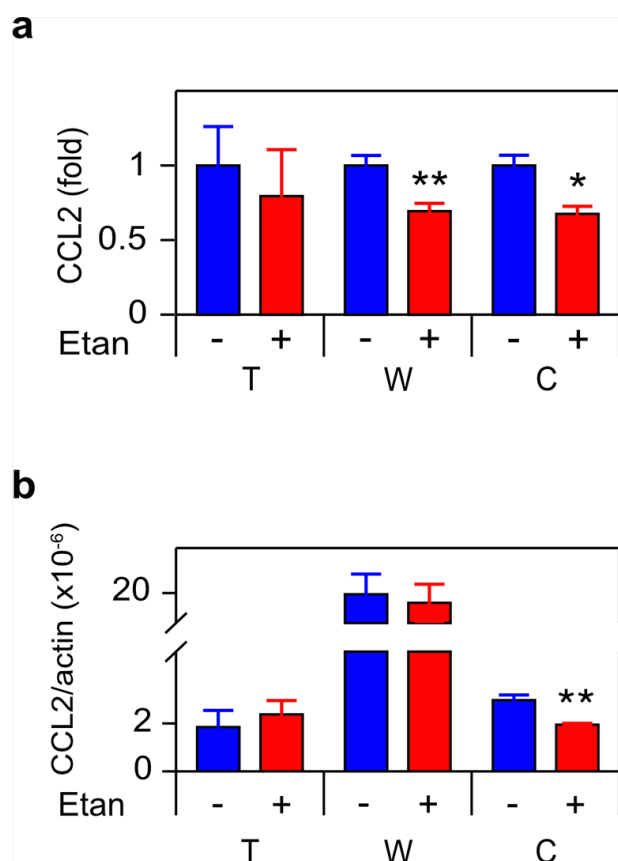 a
CCL2 (fold)
1
0.5
0
** *
Etan - + - + - +
T W C
b
CCL2/actin (x10⁻⁶)
20
2
0
**
Etan - + - + - +
T W C